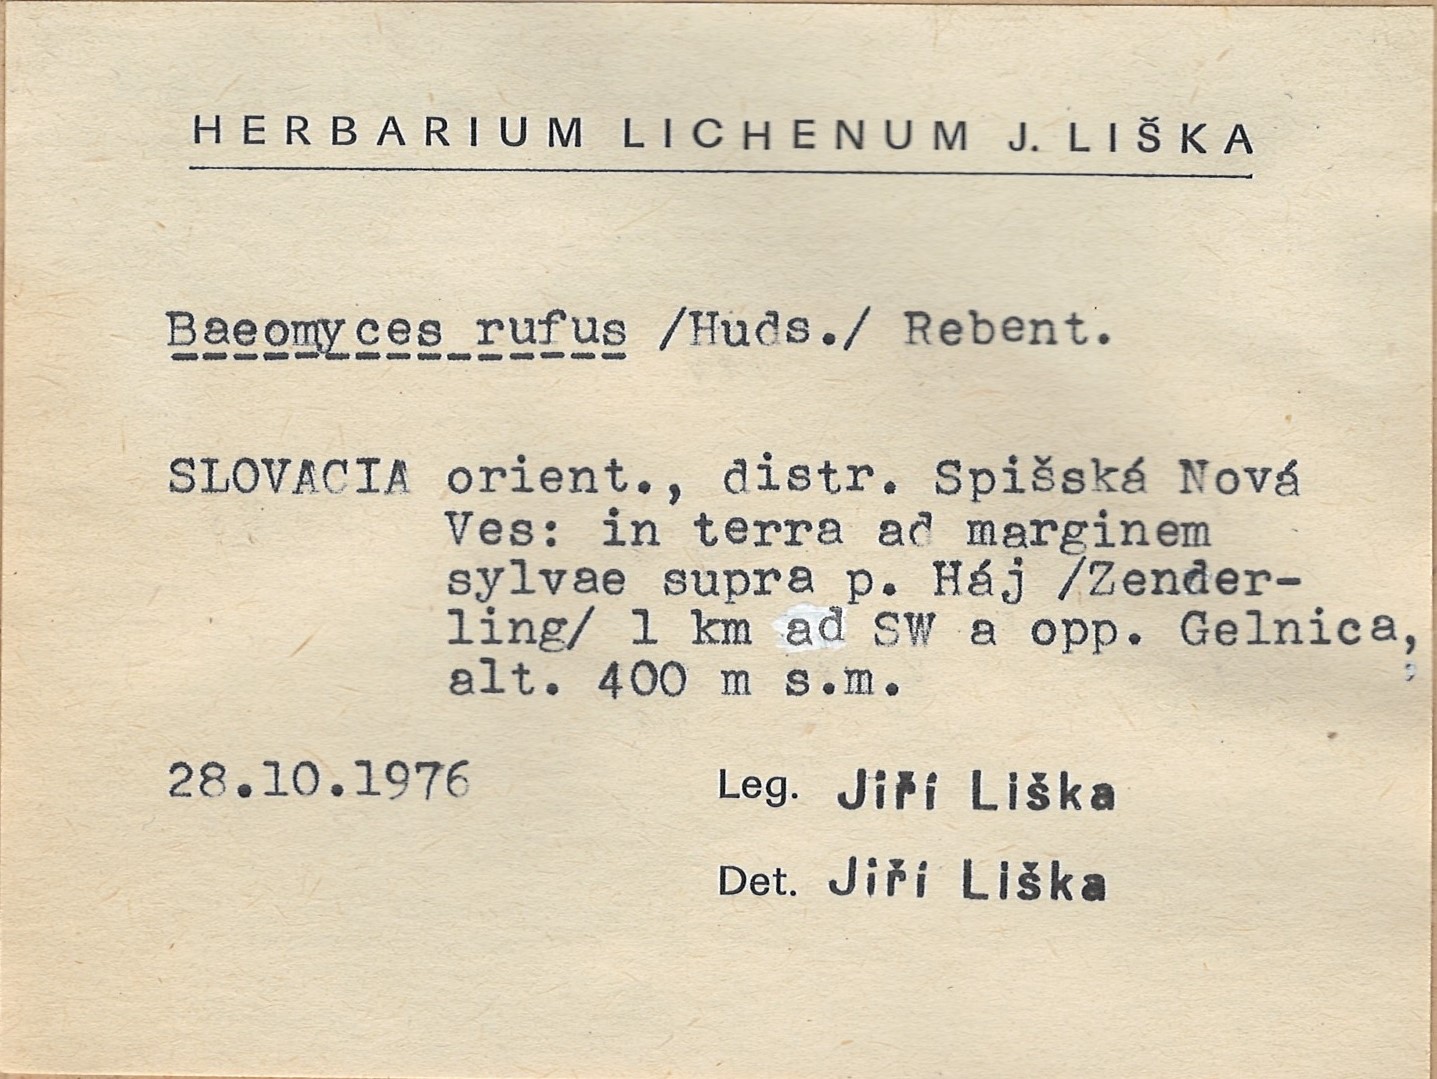 HERBARIUM LICHENUM J. LIŠKA
Baeomyces rufus /Huds./ Rebent.
SLOVACIA orient., distr. Spišská Nová
Ves: in terra ad marginem
sylvae supra p. Háj /Zender-
ling/ 1 km ad SW a opp. Gelnica,
alt. 400 m s.m.
28.10.1976 Leg. Jiří Liška
Det. Jiří Liška